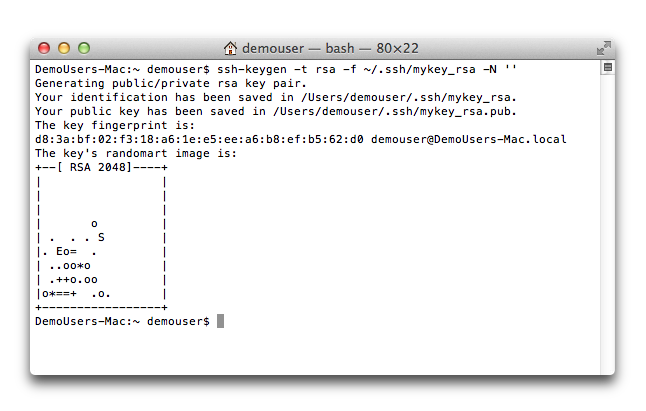 demouser — bash — 80×22
DemoUsers-Mac:~ demouser$ ssh-keygen -t rsa -f ~/.ssh/mykey_rsa -N ''
Generating public/private rsa key pair.
Your identification has been saved in /Users/demouser/.ssh/mykey_rsa.
Your public key has been saved in /Users/demouser/.ssh/mykey_rsa.pub.
The key fingerprint is:
d8:3a:bf:02:f3:18:a6:1e:e5:ee:a6:b8:ef:b5:62:d0 demouser@DemoUsers-Mac.local
The key's randomart image is:
+--[ RSA 2048]----+
|                 |
|                 |
|                 |
|       o         |
| .  . . S        |
|. Eo=  .         |
| ..oo*o          |
| .++o.oo         |
|o*==+  .o.       |
+-----------------+
DemoUsers-Mac:~ demouser$